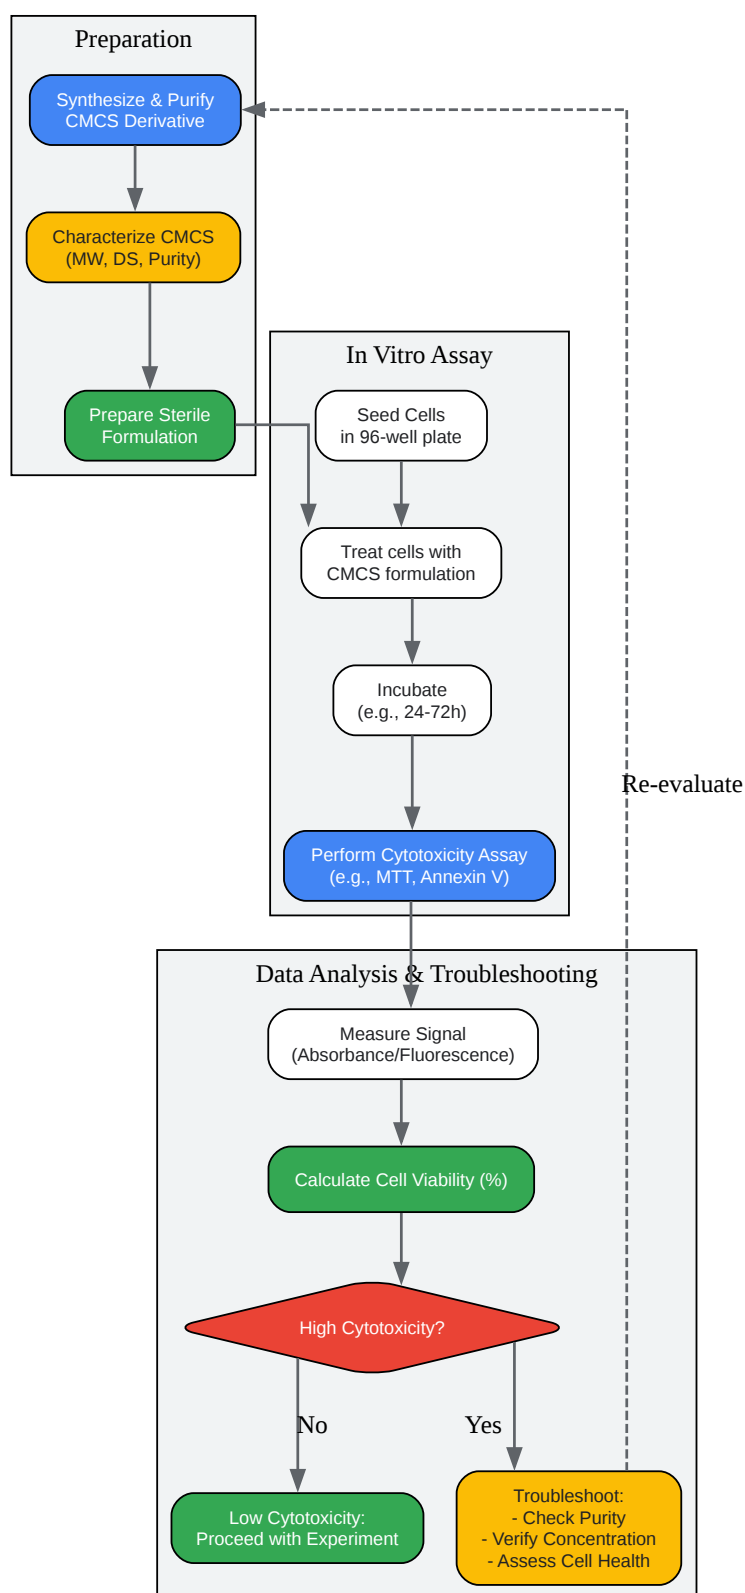 Preparation
Synthesize & Purify
CMCS Derivative
Characterize CMCS
(MW, DS, Purity)
Prepare Sterile
Formulation
In Vitro Assay
Seed Cells
in 96-well plate
Treat cells with
CMCS formulation
Incubate
(e.g., 24-72h)
Perform Cytotoxicity Assay
(e.g., MTT, Annexin V)
Re-evaluate
Data Analysis & Troubleshooting
Measure Signal
(Absorbance/Fluorescence)
Calculate Cell Viability (%)
High Cytotoxicity?
No
Yes
Low Cytotoxicity:
Proceed with Experiment
Troubleshoot:
- Check Purity
- Verify Concentration
- Assess Cell Health